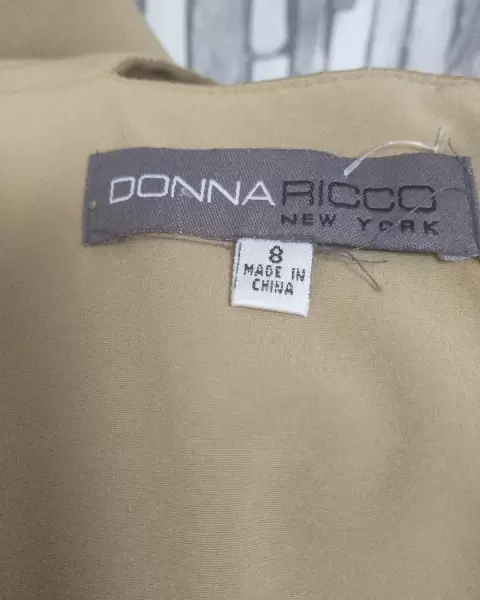 DONNA RICCO
NEW YORK
8
MADE IN
CHINA